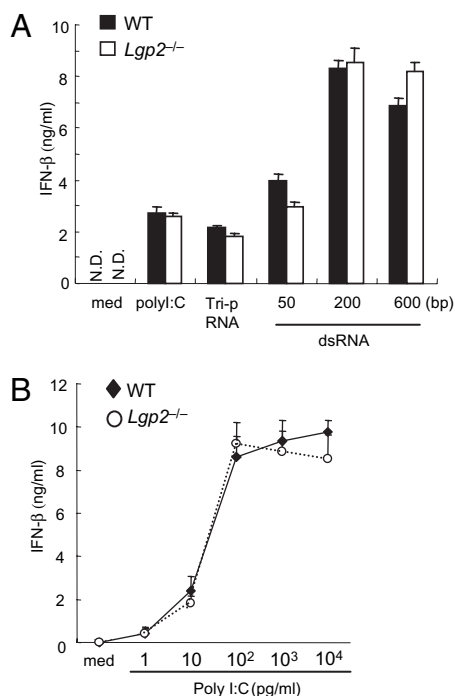 A
WT
Lgp2–/–
IFN-β (ng/ml)
10
8
6
4
2
0
N.D.
N.D.
med
polyI:C
Tri-p
RNA
50
200
600 (bp)
dsRNA
B
WT
Lgp2–/–
IFN-β (ng/ml)
12
10
8
6
4
2
0
med
1
10
10²
10³
10⁴
Poly I:C(pg/ml)